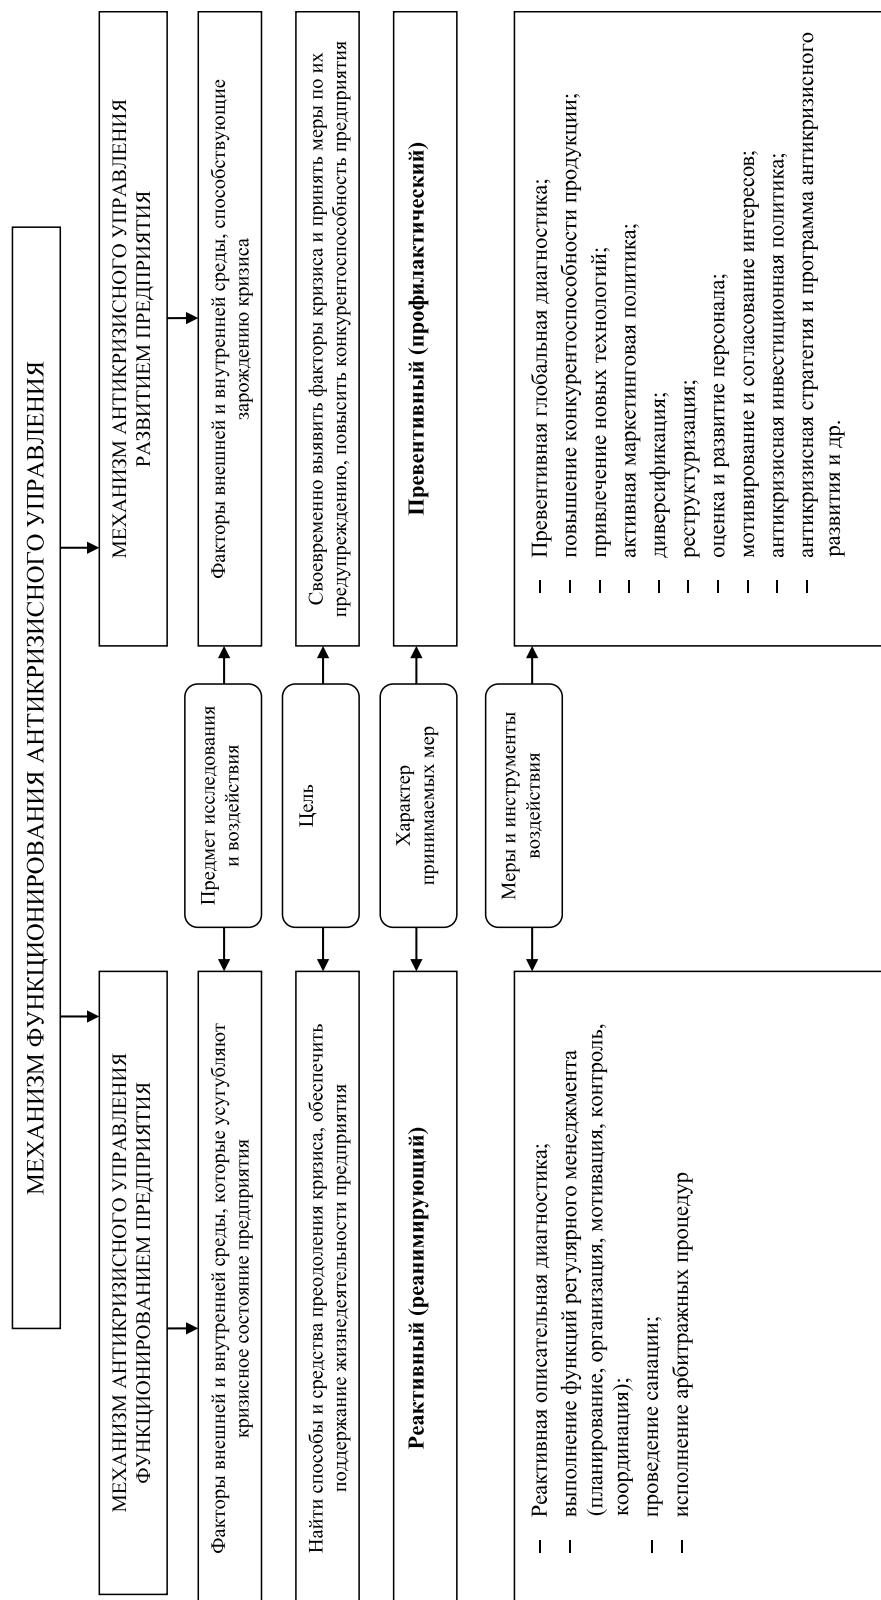 МЕХАНИЗМ ФУНКЦИОНИРОВАНИЯ АНТИКРИЗИСНОГО УПРАВЛЕНИЯ
МЕХАНИЗМ АНТИКРИЗИСНОГО УПРАВЛЕНИЯ
ФУНКЦИОНИРОВАНИЕМ ПРЕДПРИЯТИЯ
МЕХАНИЗМ АНТИКРИЗИСНОГО УПРАВЛЕНИЯ
РАЗВИТИЕМ ПРЕДПРИЯТИЯ
Факторы внешней и внутренней среды, которые усугубляют
кризисное состояние предприятия
Предмет исследования
и воздействия
Факторы внешней и внутренней среды, способствующие
зарождению кризиса
Найти способы и средства преодоления кризиса, обеспечить
поддержание жизнедеятельности предприятия
Цель
Своевременно выявить факторы кризиса и принять меры по их
предупреждению, повысить конкурентоспособность предприятия
Реактивный (реанимирующий)
Характер
принимаемых мер
Превентивный (профилактический)
– Реактивная описательная диагностика;
– выполнение функций регулярного менеджмента
(планирование, организация, мотивация, контроль,
координация);
– проведение санации;
– исполнение арбитражных процедур
Меры и инструменты
воздействия
– Превентивная глобальная диагностика;
– повышение конкурентоспособности продукции;
– привлечение новых технологий;
– активная маркетинговая политика;
– диверсификация;
– реструктуризация;
– оценка и развитие персонала;
– мотивирование и согласование интересов;
– антикризисная инвестиционная политика;
– антикризисная стратегия и программа антикризисного
развития и др.